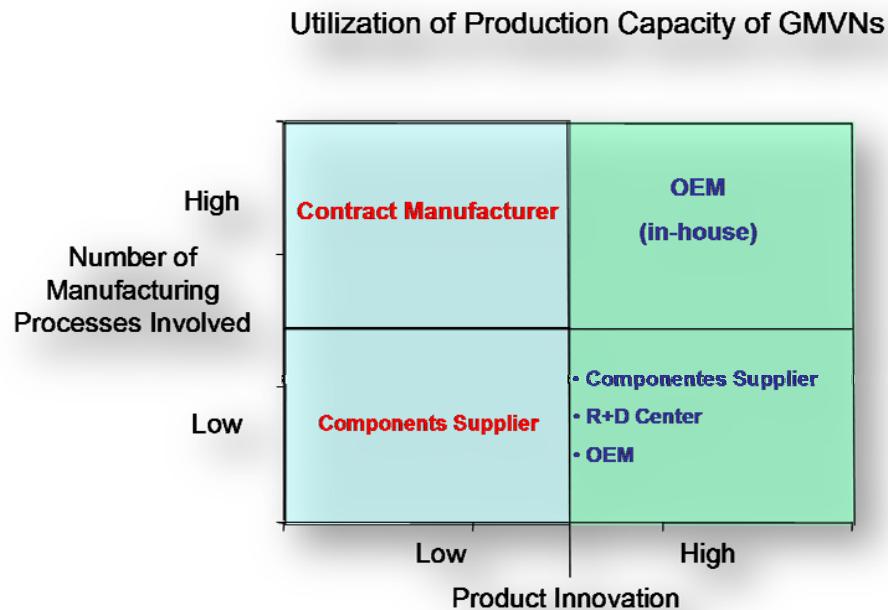 Utilization of Production Capacity of GMVNs
High
Number of
Manufacturing
Processes Involved
Low
Contract Manufacturer
OEM
(in-house)
Components Supplier
• Componentes Supplier
• R+D Center
• OEM
Low
High
Product Innovation